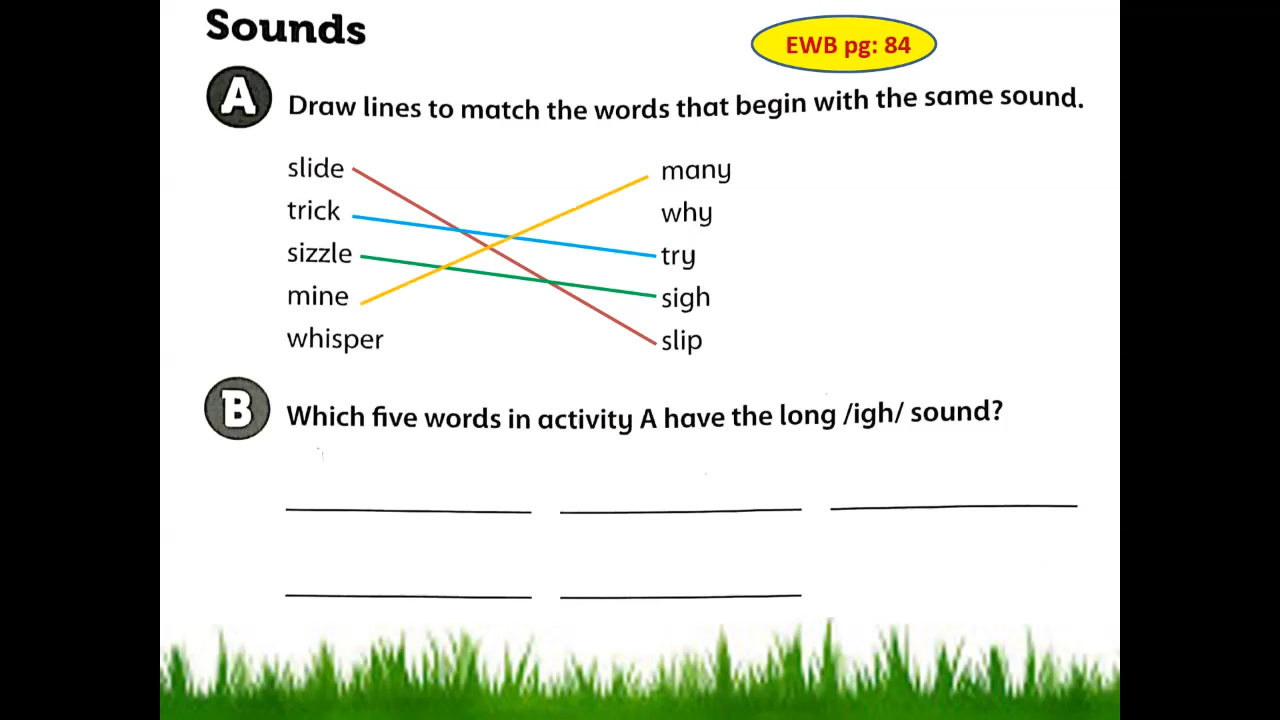 Sounds
EWB pg: 84
A Draw lines to match the words that begin with the same sound.
slide many
trick why
sizzle try
mine sigh
whisper slip
B Which five words in activity A have the long /igh/ sound?